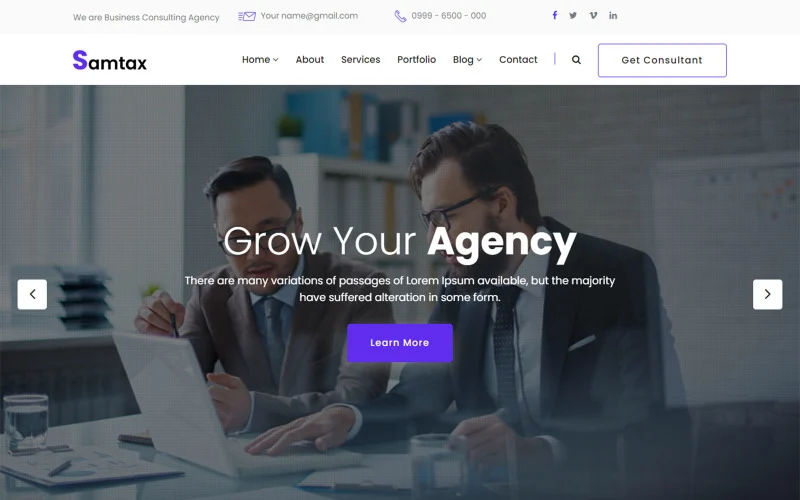 We are Business Consulting Agency Your name@gmail.com 0999 - 6500 - 000
Samtax Home About Services Portfolio Blog Contact Get Consultant
Grow Your Agency
There are many variations of passages of Lorem Ipsum available, but the majority
have suffered alteration in some form.
Learn More